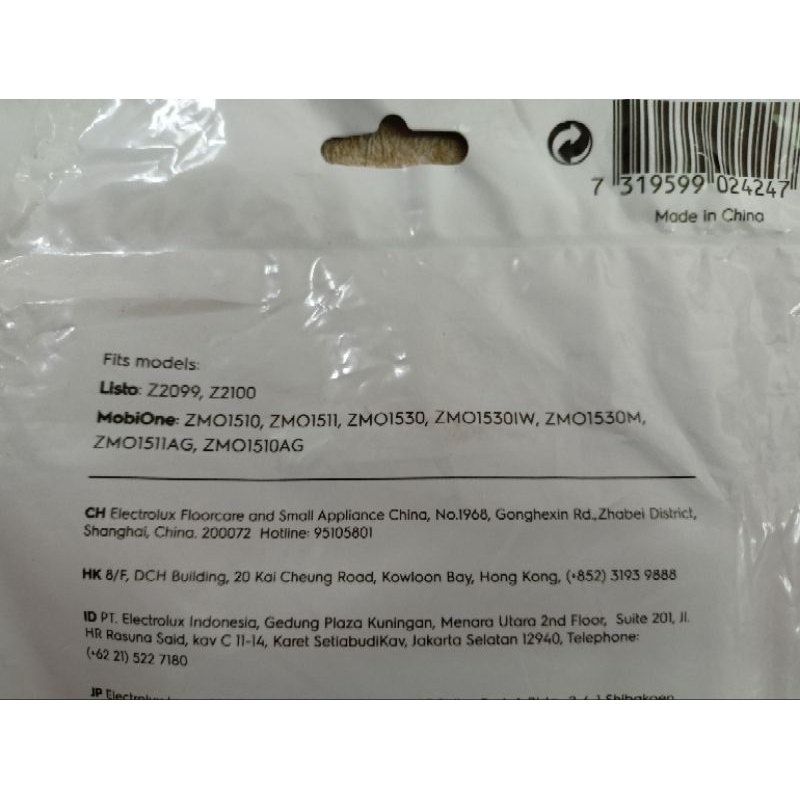 7 319599 024247
Made in China
Fits models:
Listo: Z2099, Z2100
MobiOne: ZMO1510, ZMO1511, ZMO1530, ZMO1530IW, ZMO1530M,
ZMO1511AG, ZMO1510AG
CH Electrolux Floorcare and Small Appliance China, No.1968, Gonghexin Rd.,Zhabei District,
Shanghai, China. 200072 Hotline: 95105801
HK 8/F, DCH Building, 20 Kai Cheung Road, Kowloon Bay, Hong Kong, (+852) 3193 9888
ID PT. Electrolux Indonesia, Gedung Plaza Kuningan, Menara Utara 2nd Floor, Suite 201, Jl.
HR Rasuna Said, kav C 11-14, Karet SetiabudiKav, Jakarta Selatan 12940, Telephone:
(+62 21) 522 7180
JP Electrolux